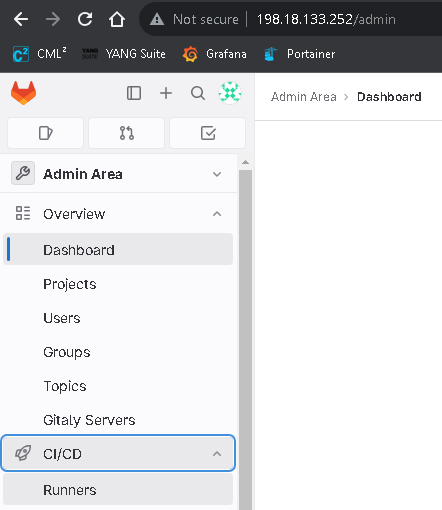 Not secure 198.18.133.252/admin
CML² YANG Suite Grafana Portainer
Admin Area › Dashboard
Admin Area
Overview
Dashboard
Projects
Users
Groups
Topics
Gitaly Servers
CI/CD
Runners